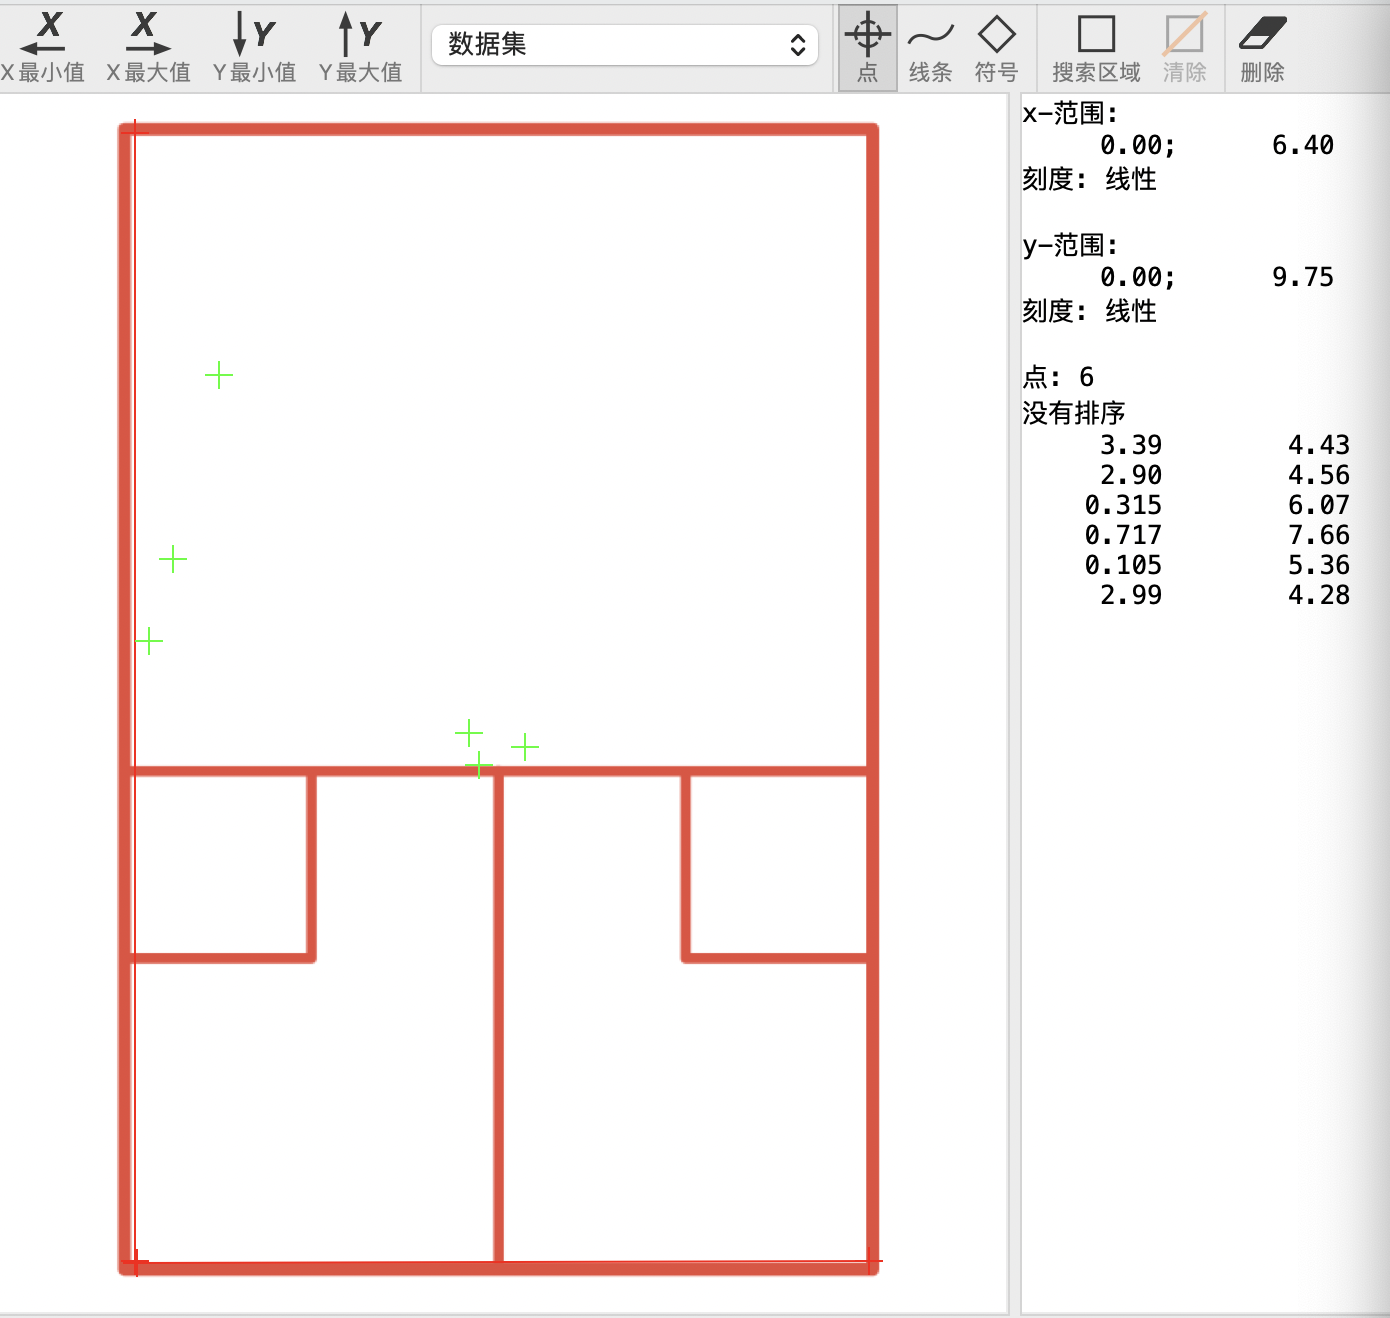 X Y
X最小值 X最大值 Y最小值 Y最大值 数据集 点 线条 符号 搜索区域 清除 删除
x-范围:
0.00; 6.40
刻度: 线性
y-范围:
0.00; 9.75
刻度: 线性
点: 6
没有排序
3.39 4.43
2.90 4.56
0.315 6.07
0.717 7.66
0.105 5.36
2.99 4.28